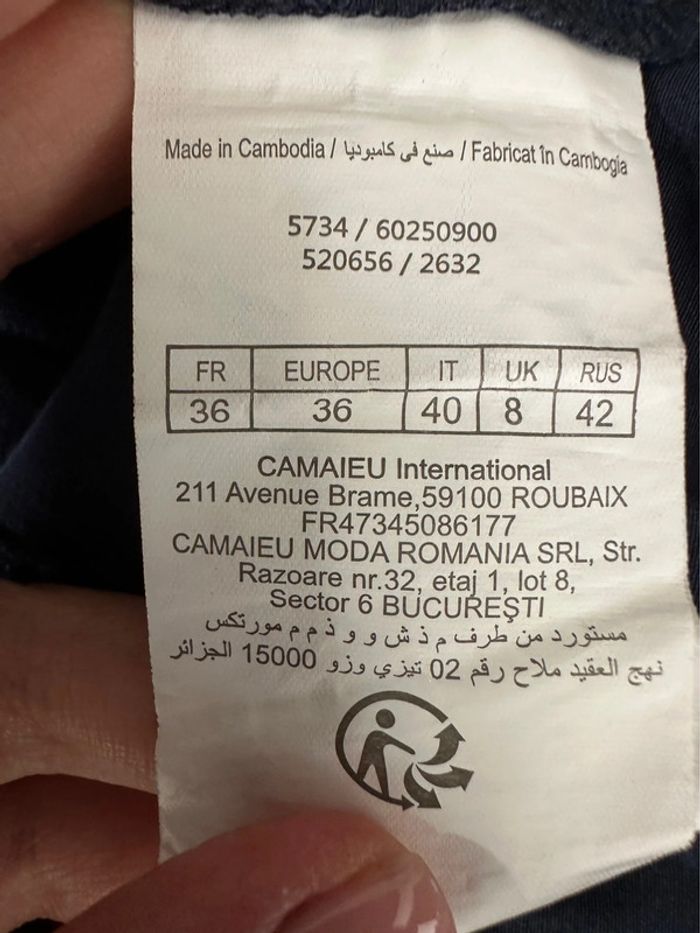 Made in Cambodia / صنع في كامبوديا / Fabricat în Cambogia
5734 / 60250900
520656 / 2632
FR EUROPE IT UK RUS
36 36 40 8 42
CAMAIEU International
211 Avenue Brame,59100 ROUBAIX
FR47345086177
CAMAIEU MODA ROMANIA SRL, Str.
Razoare nr.32, etaj 1, lot 8,
Sector 6 BUCUREŞTI
مستورد من طرف م ذ ش و و ذ م م مورتكس
نهج العقيد ملاح رقم 02 تيزي وزو 15000 الجزائر